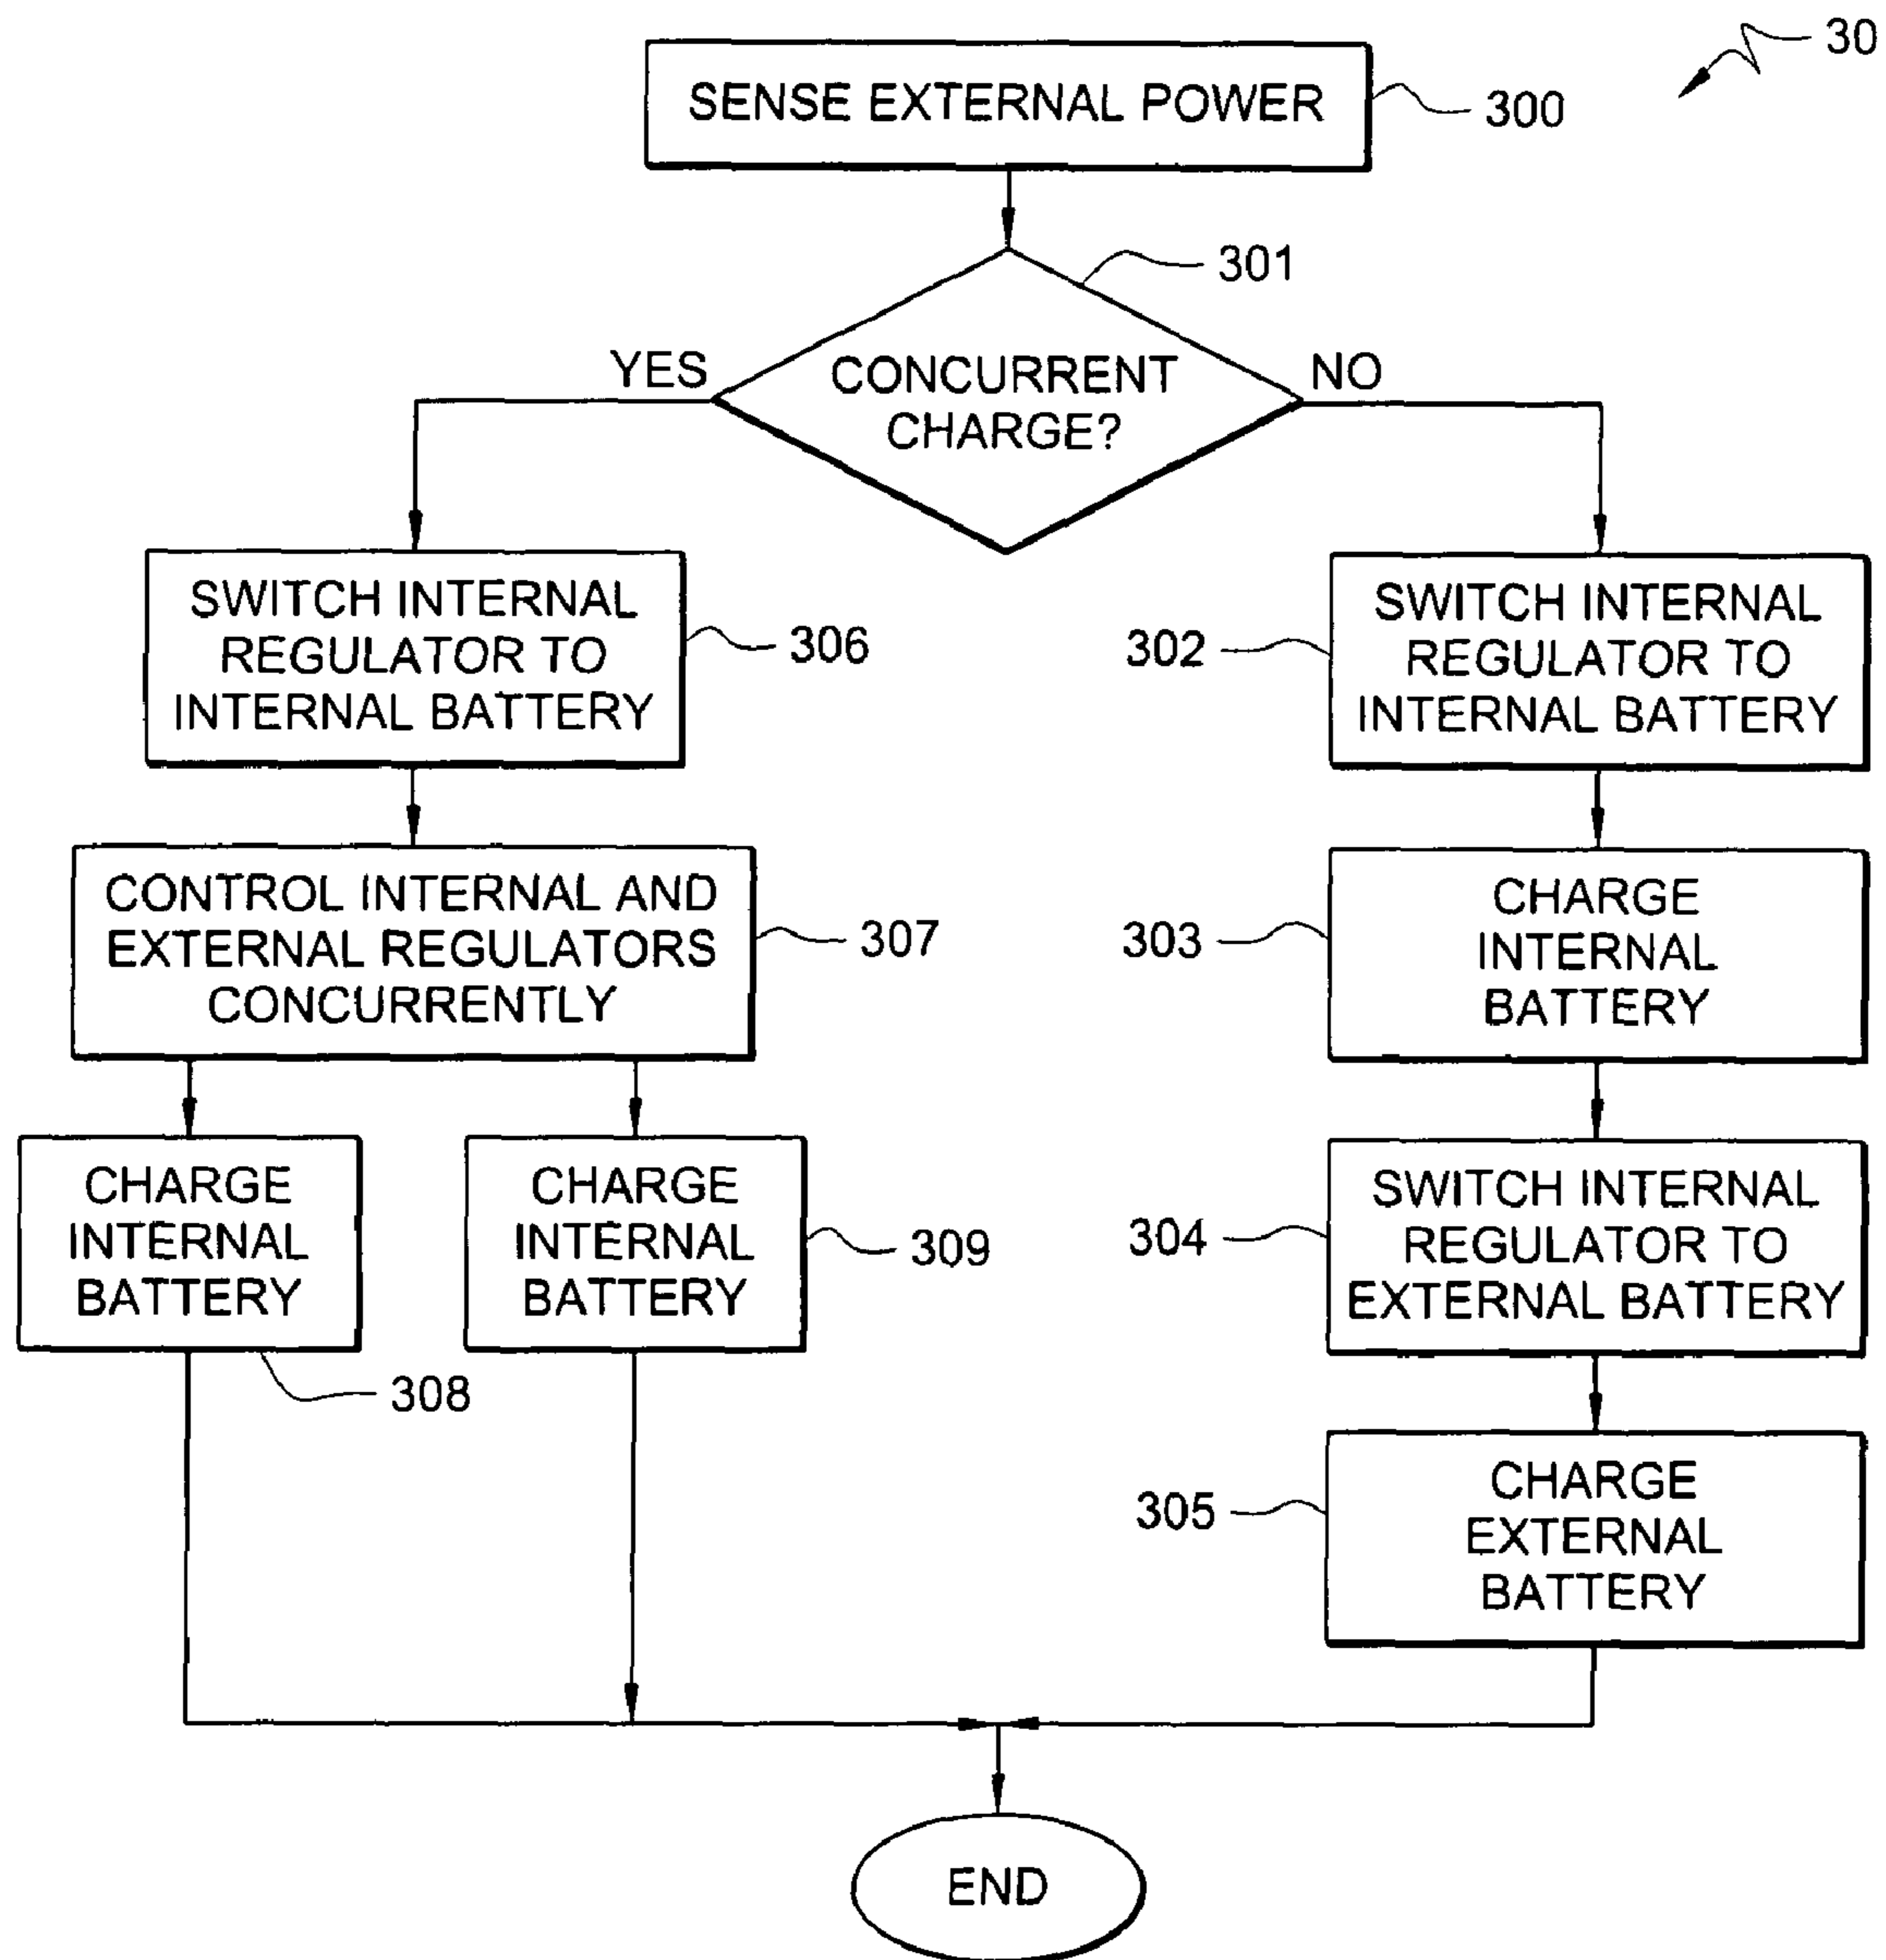 30
SENSE EXTERNAL POWER
300
301
CONCURRENT
CHARGE?
YES
NO
SWITCH INTERNAL
REGULATOR TO
INTERNAL BATTERY
306
302
SWITCH INTERNAL
REGULATOR TO
INTERNAL BATTERY
CONTROL INTERNAL AND
EXTERNAL REGULATORS
CONCURRENTLY
307
303
CHARGE
INTERNAL
BATTERY
CHARGE
INTERNAL
BATTERY
308
CHARGE
INTERNAL
BATTERY
309
304
SWITCH INTERNAL
REGULATOR TO
EXTERNAL BATTERY
305
CHARGE
EXTERNAL
BATTERY
END